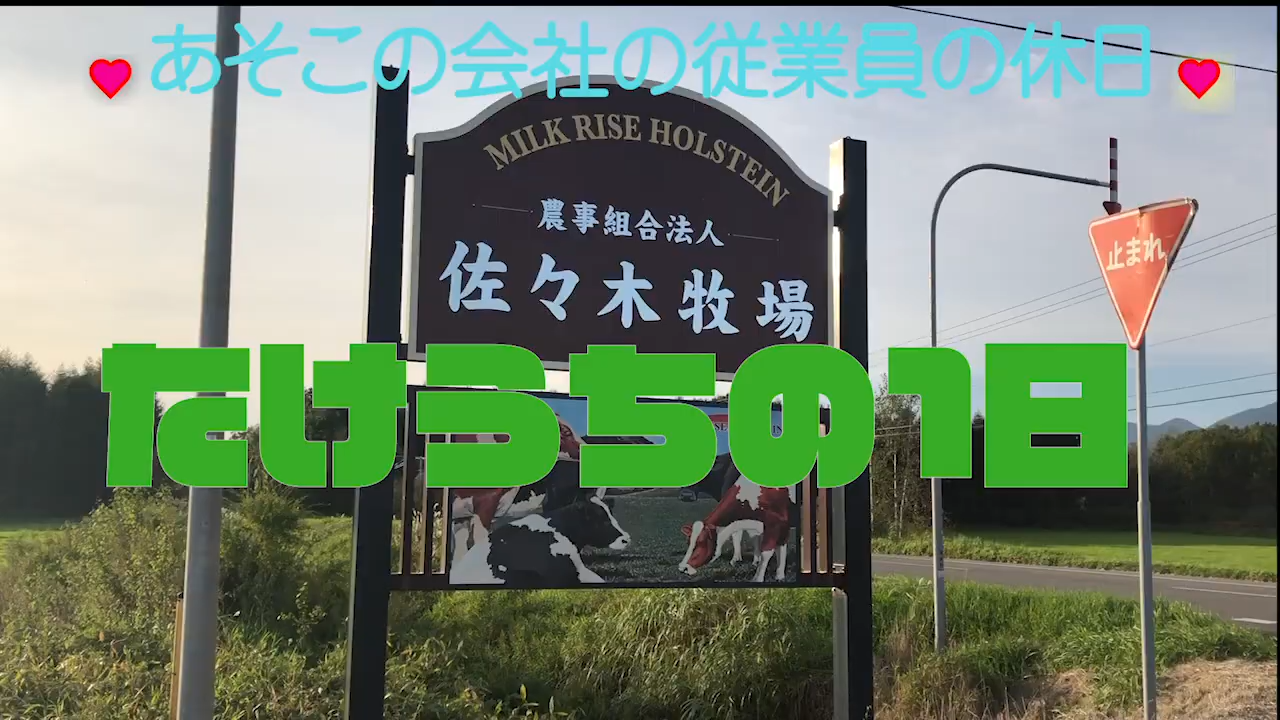 あそこの会社の従業員の休日
MILK RISE HOLSTEIN
農事組合法人
佐々木牧場
止まれ
たけうちの1日